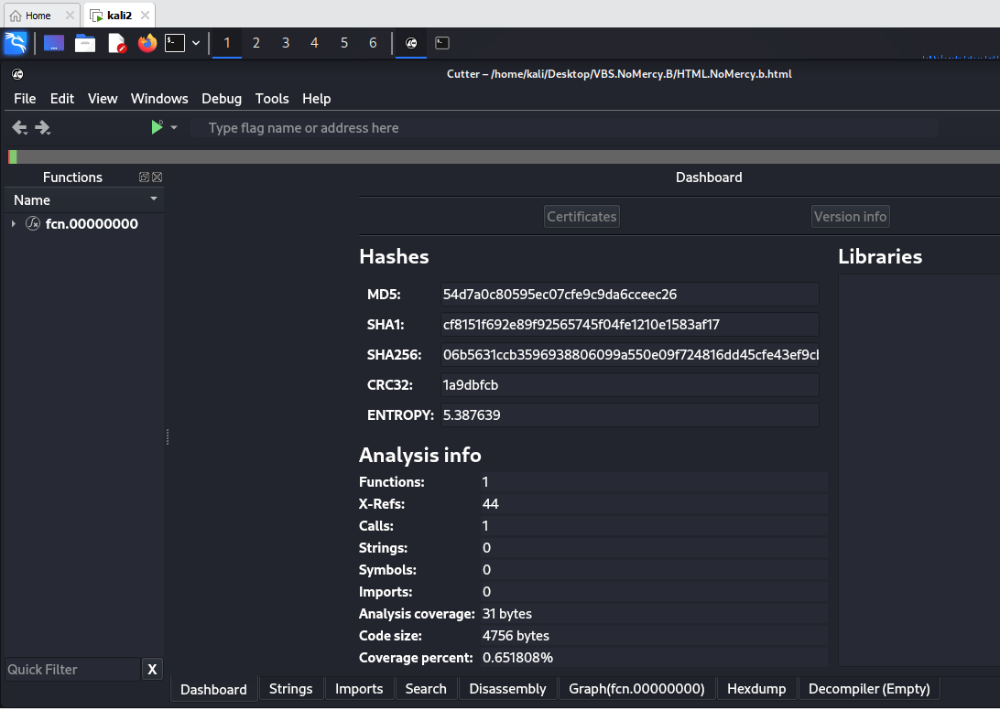 Home
kali2
1 2 3 4 5 6
Cutter – /home/kali/Desktop/VBS.NoMercy.B/HTML.NoMercy.b.html
File Edit View Windows Debug Tools Help
Type flag name or address here
Functions
Dashboard
Name
Certificates Version info
fcn.00000000
Hashes
Libraries
MD5: 54d7a0c80595ec07cfe9c9da6cceec26
SHA1: cf8151f692e89f92565745f04fe1210e1583af17
SHA256: 06b5631ccb3596938806099a550e09f724816dd45cfe43ef9cl
CRC32: 1a9dbfcb
ENTROPY: 5.387639
Analysis info
Functions: 1
X-Refs: 44
Calls: 1
Strings: 0
Symbols: 0
Imports: 0
Analysis coverage: 31 bytes
Code size: 4756 bytes
Coverage percent: 0.651808%
Quick Filter X
Dashboard Strings Imports Search Disassembly Graph(fcn.00000000) Hexdump Decompiler (Empty)